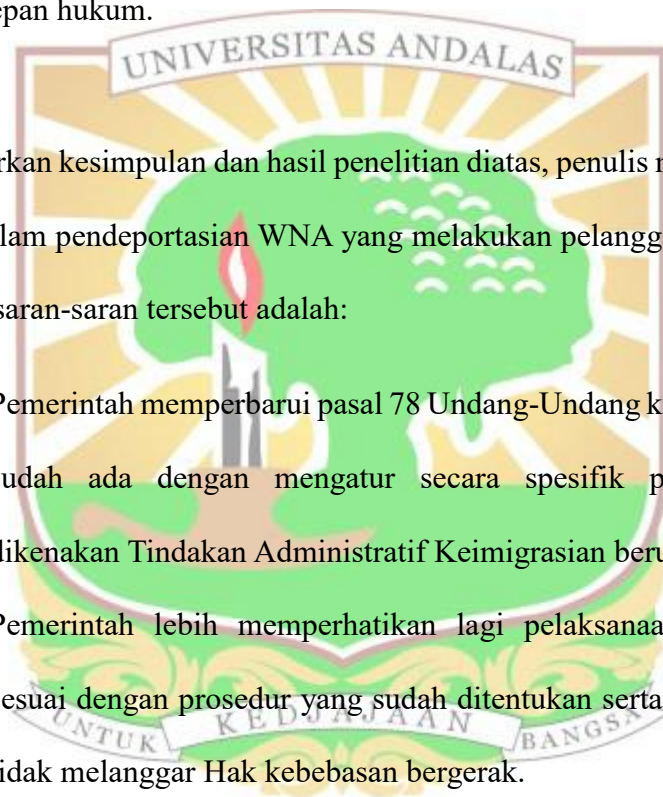 epan hukum.
UNIVERSITAS ANDALAS
rkan kesimpulan dan hasil penelitian diatas, penulis
lam pendeportasian WNA yang melakukan pelangg
saran-saran tersebut adalah:
Pemerintah memperbarui pasal 78 Undang-Undang k
udah ada dengan mengatur secara spesifik p
dikenakan Tindakan Administratif Keimigrasian beru
Pemerintah lebih memperhatikan lagi pelaksanaa
esuai dengan prosedur yang sudah ditentukan serta
UNTUK KEDJAJAAN BANGSA
idak melanggar Hak kebebasan bergerak.